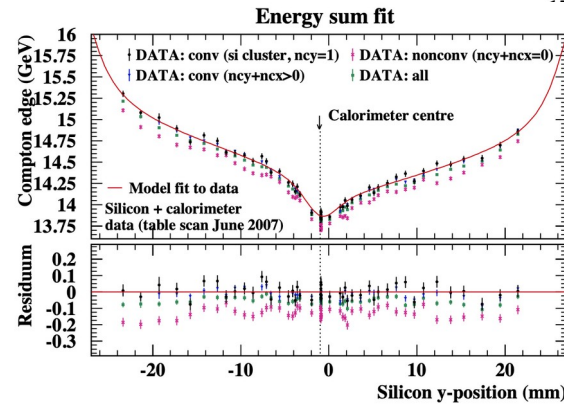 Energy sum fit
Compton edge (GeV)
16
15.75
15.5
15.25
15
14.75
14.5
14.25
14
13.75
DATA: conv (si cluster, ncy=1)
DATA: nonconv (ncy+ncx=0)
DATA: conv (ncy+ncx>0)
DATA: all
Calorimeter centre
Model fit to data
Silicon + calorimeter
data (table scan June 2007)
Residuum
0.2
0.1
0
-0.1
-0.2
-0.3
-20
-10
0
10
20
Silicon y-position (mm)